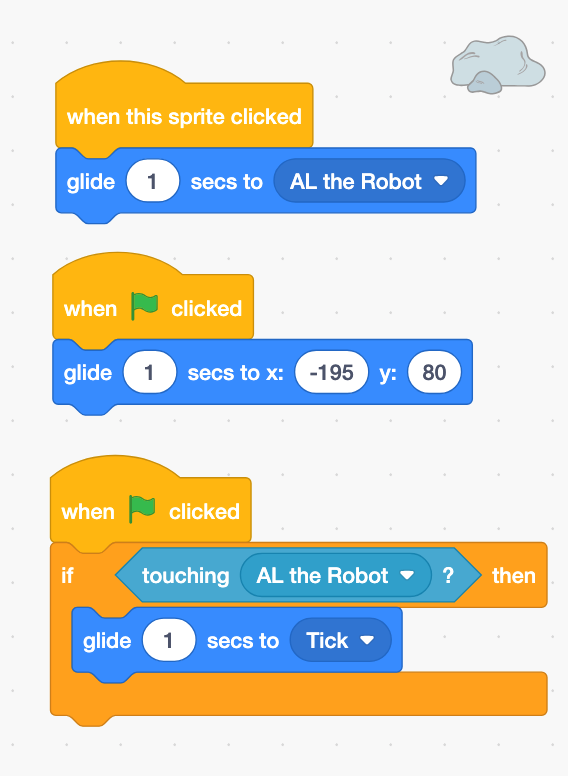 when this sprite clicked
glide 1 secs to AL the Robot
when clicked
glide 1 secs to x: -195 y: 80
when clicked
if touching AL the Robot ? then
glide 1 secs to Tick